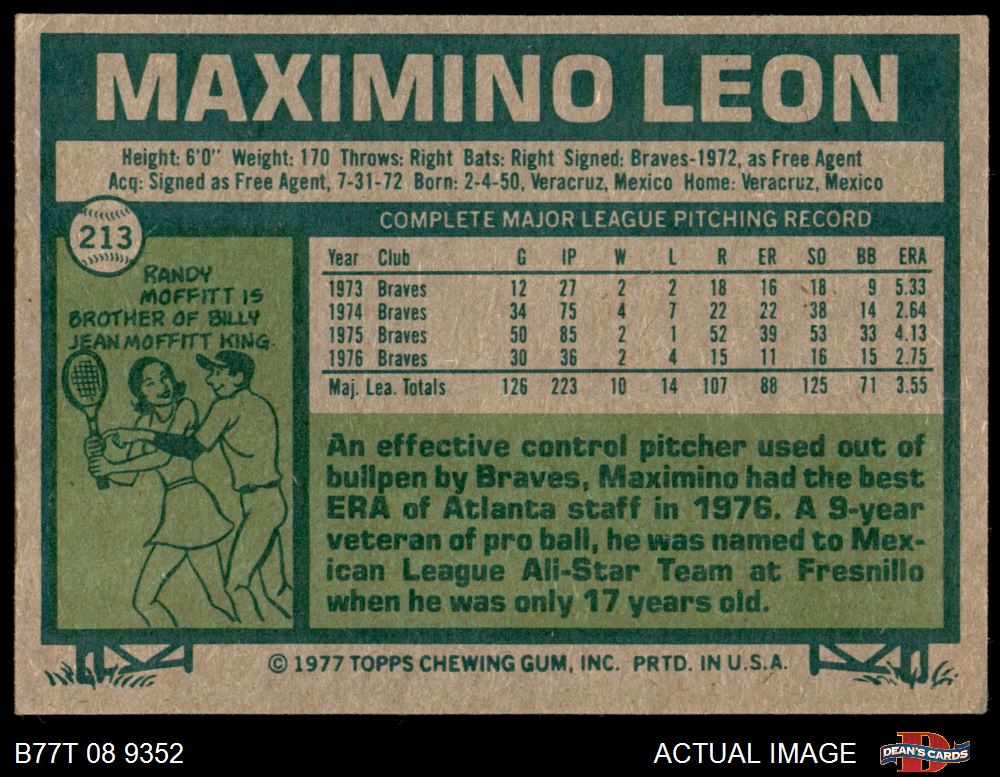 MAXIMINO LEON
Height: 6'0" Weight: 170 Throws: Right Bats: Right Signed: Braves-1972, as Free Agent
Acq: Signed as Free Agent, 7-31-72 Born: 2-4-50, Veracruz, Mexico Home: Veracruz, Mexico
213
RANDY
MOFFITT IS
BROTHER OF BILLY
JEAN MOFFITT KING.
COMPLETE MAJOR LEAGUE PITCHING RECORD
Year Club G IP W L R ER SO BB ERA
1973 Braves 12 27 2 2 18 16 18 9 5.33
1974 Braves 34 75 4 7 22 22 38 14 2.64
1975 Braves 50 85 2 1 52 39 53 33 4.13
1976 Braves 30 36 2 4 15 11 16 15 2.75
Maj. Lea. Totals 126 223 10 14 107 88 125 71 3.55
An effective control pitcher used out of
bullpen by Braves, Maximino had the best
ERA of Atlanta staff in 1976. A 9-year
veteran of pro ball, he was named to Mex-
ican League All-Star Team at Fresnillo
when he was only 17 years old.
© 1977 TOPPS CHEWING GUM, INC. PRTD. IN U.S.A.
B77T 08 9352
ACTUAL IMAGE
DEAN'S CARDS